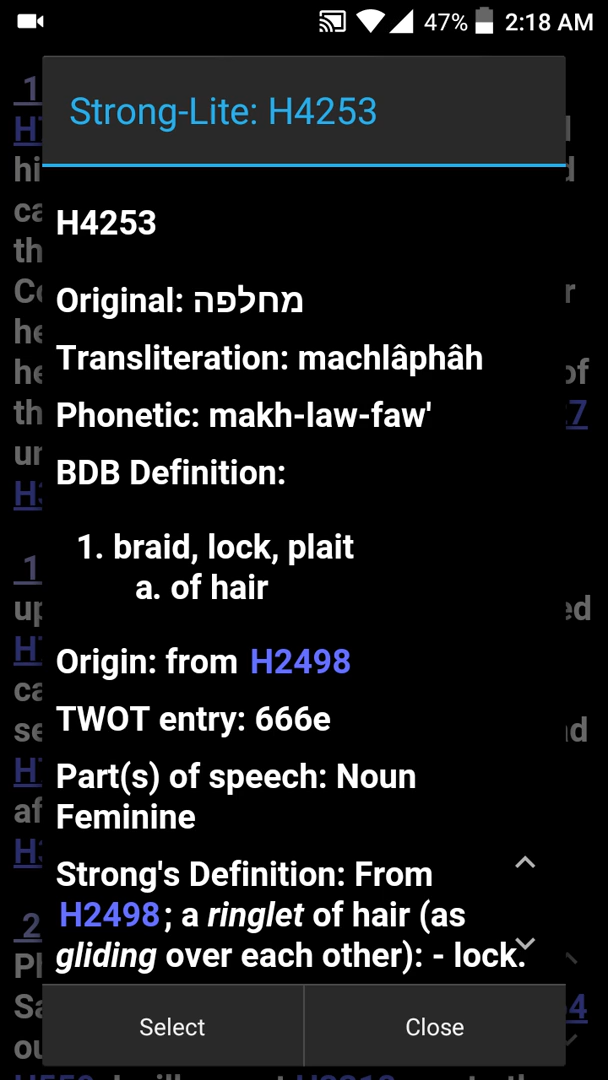 47% 2:18 AM
Strong-Lite: H4253
H4253
Original: מחלפה
Transliteration: machlâphâh
Phonetic: makh-law-faw'
BDB Definition:
1. braid, lock, plait
a. of hair
Origin: from H2498
TWOT entry: 666e
Part(s) of speech: Noun
Feminine
Strong's Definition: From
H2498; a ringlet of hair (as
gliding over each other): - lock.
Select Close